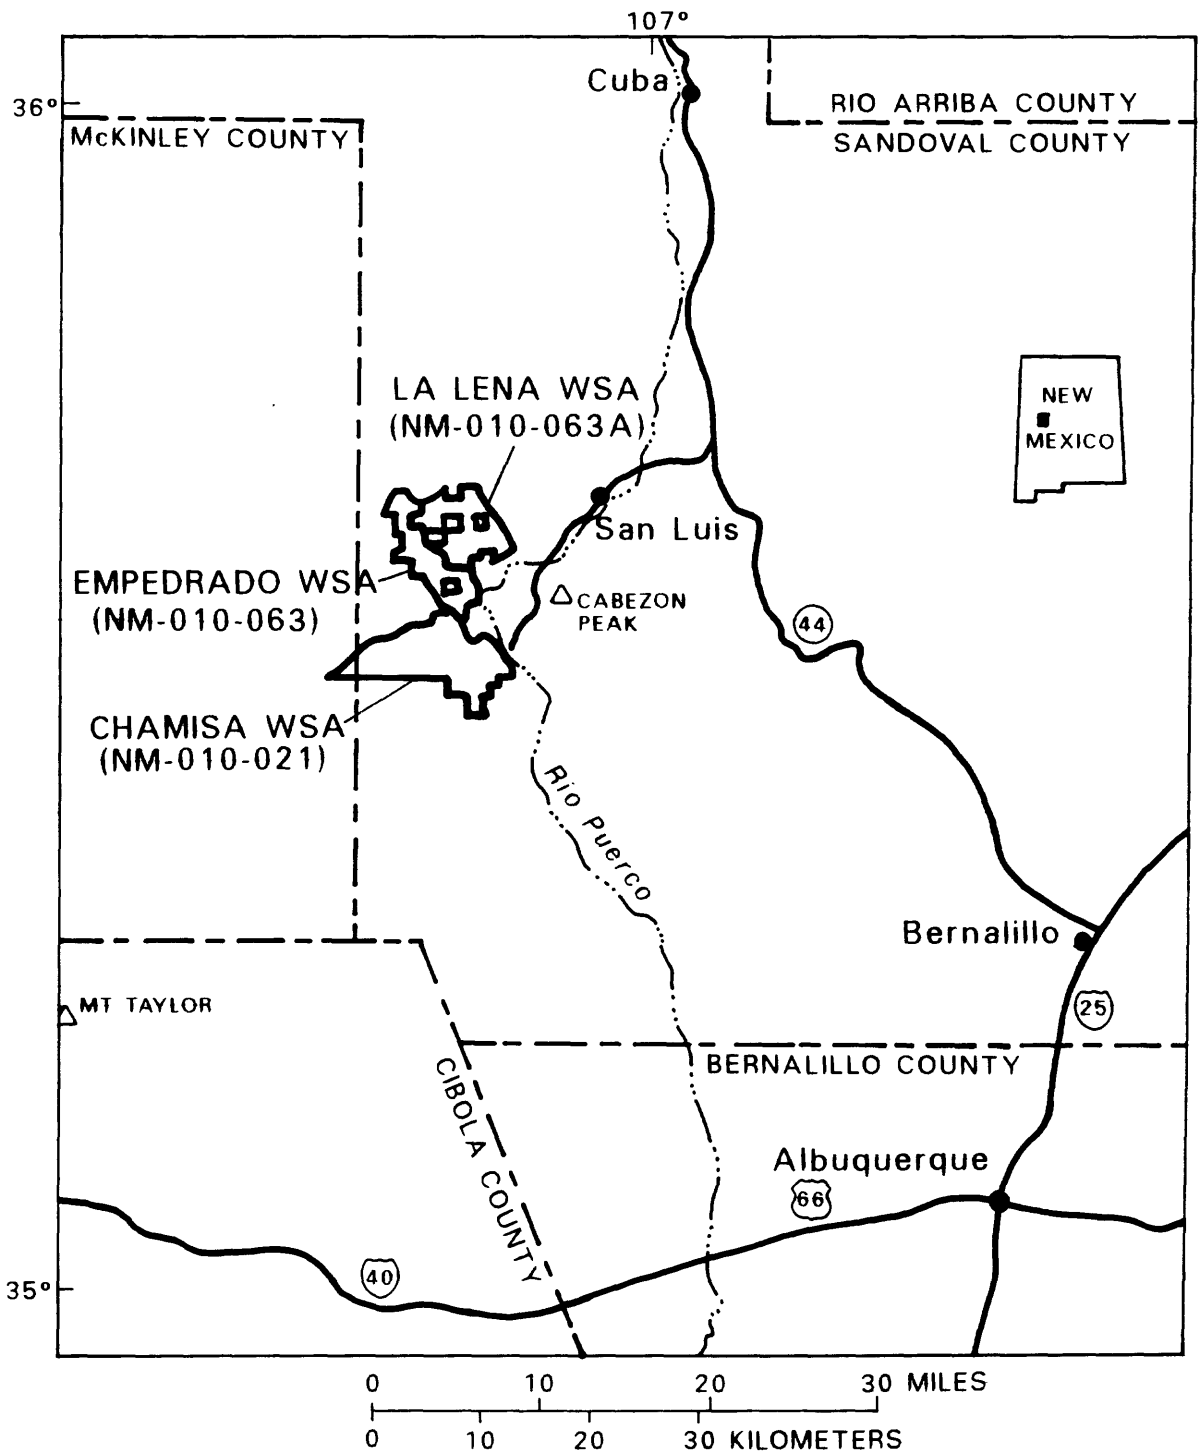 107°
Cuba
36°
RIO ARRIBA COUNTY
McKINLEY COUNTY
SANDOVAL COUNTY
LA LENA WSA
(NM-010-063A)
NEW
MEXICO
San Luis
EMPEDRADO WSA
(NM-010-063)
CABEZON
PEAK
44
CHAMISA WSA
(NM-010-021)
Rio Puerco
Bernalillo
MT TAYLOR
25
BERNALILLO COUNTY
CIBOLA COUNTY
Albuquerque
66
40
35°
0 10 20 30 MILES
0 10 20 30 KILOMETERS